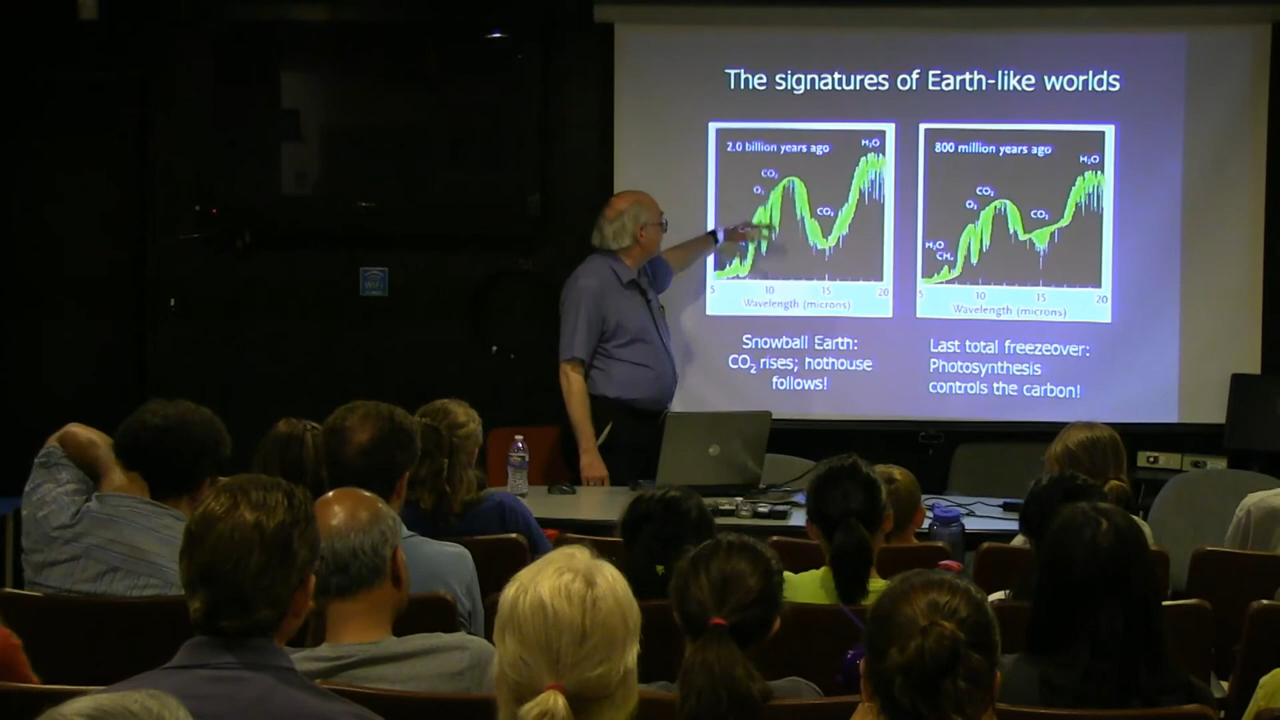 The signatures of Earth-like worlds
2.0 billion years ago
H₂O
CO₂
O₃
CO₂
5 10 15 20
Wavelength (microns)
800 million years ago
H₂O
CO₂
O₃
CO₂
H₂O
CH₄
5 10 15 20
Wavelength (microns)
Snowball Earth:
CO₂ rises; hothouse
follows!
Last total freezeover:
Photosynthesis
controls the carbon!
WiFi